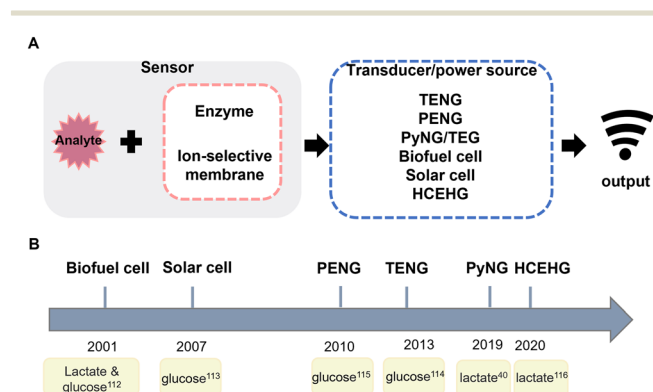 A
Sensor
Analyte
Enzyme
Ion-selective
membrane
Transducer/power source
TENG
PENG
PyNG/TEG
Biofuel cell
Solar cell
HCEHG
output
B
Biofuel cell Solar cell PENG TENG PyNG HCEHG
2001 2007 2010 2013 2019 2020
Lactate &
glucose¹¹² glucose¹¹³ glucose¹¹⁵ glucose¹¹⁴ lactate⁴⁰ lactate¹¹⁶